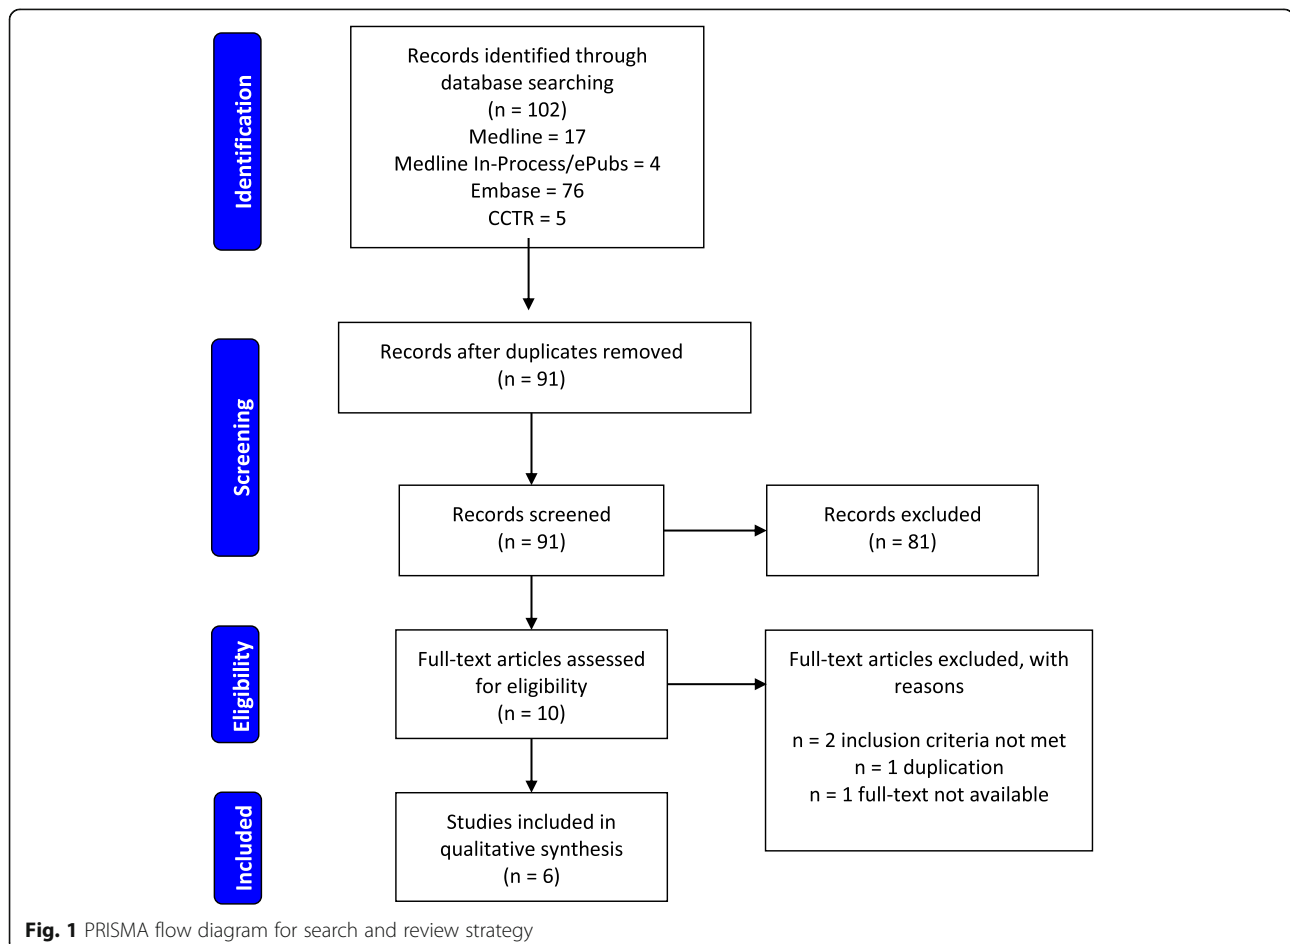 Identification
Records identified through
database searching
(n = 102)
Medline = 17
Medline In-Process/ePubs = 4
Embase = 76
CCTR = 5
Screening
Records after duplicates removed
(n = 91)
Records screened
(n = 91)
Records excluded
(n = 81)
Eligibility
Full-text articles assessed
for eligibility
(n = 10)
Full-text articles excluded, with
reasons
n = 2 inclusion criteria not met
n = 1 duplication
n = 1 full-text not available
Included
Studies included in
qualitative synthesis
(n = 6)
Fig. 1 PRISMA flow diagram for search and review strategy